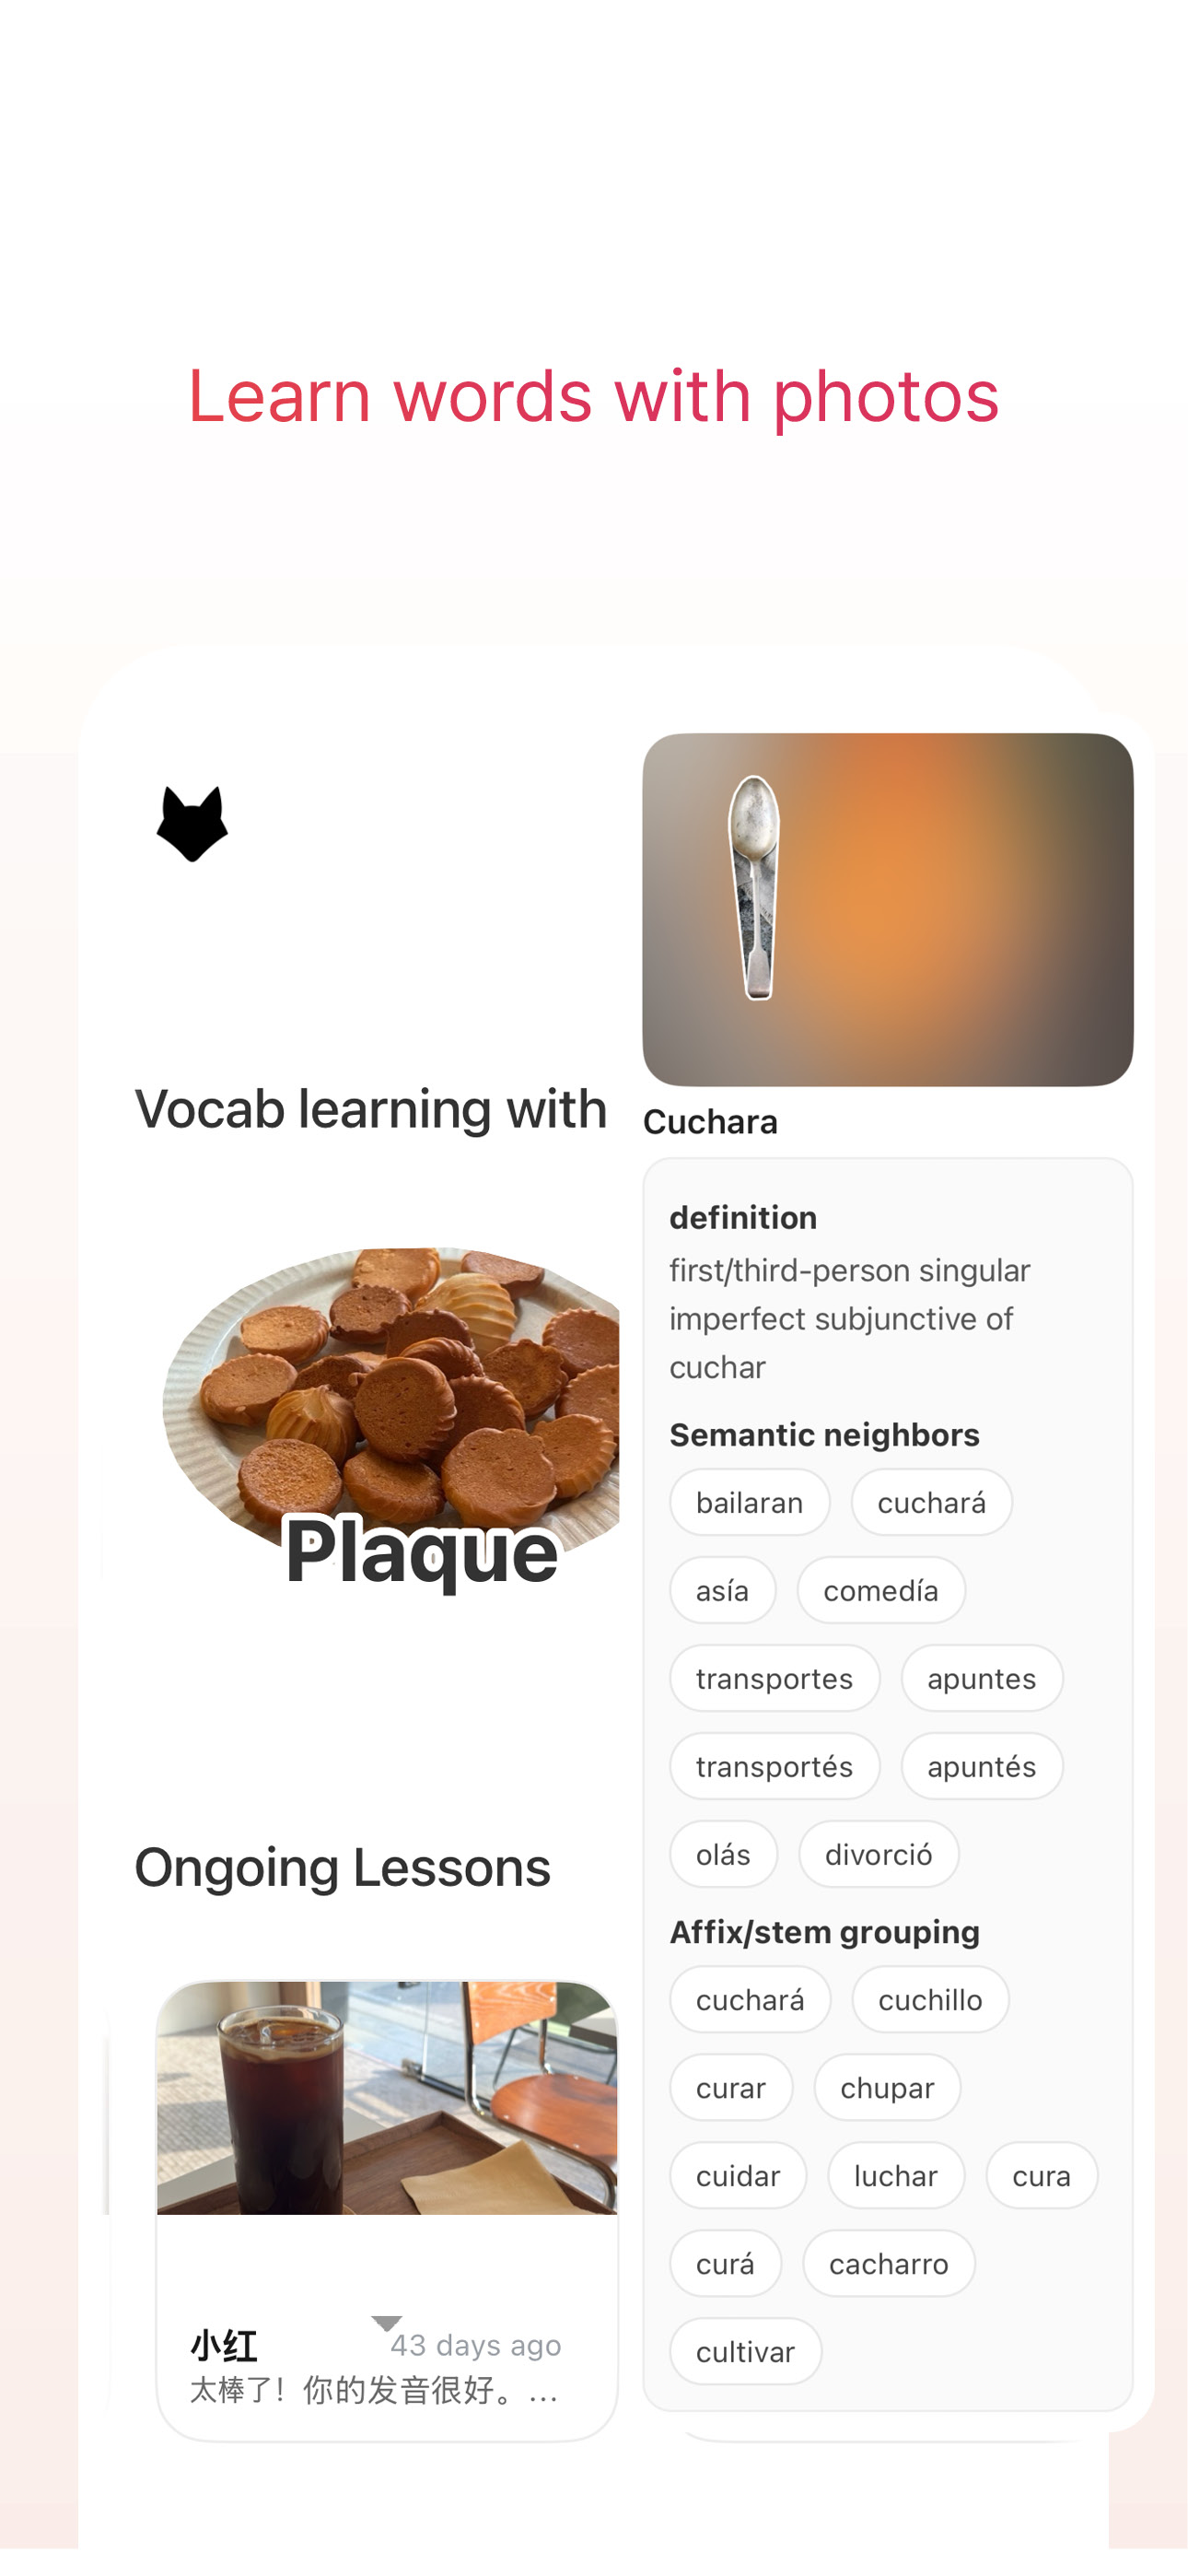 Learn words with photos
Vocab learning with
Plaque
Ongoing Lessons
小红
43 days ago
太棒了！你的发音很好。...
Cuchara
definition
first/third-person singular
imperfect subjunctive of
cuchar
Semantic neighbors
bailaran cuchará
asía comedía
transportes apuntes
transportés apuntés
olás divorció
Affix/stem grouping
cuchará cuchillo
curar chupar
cuidar luchar cura
curá cacharro
cultivar